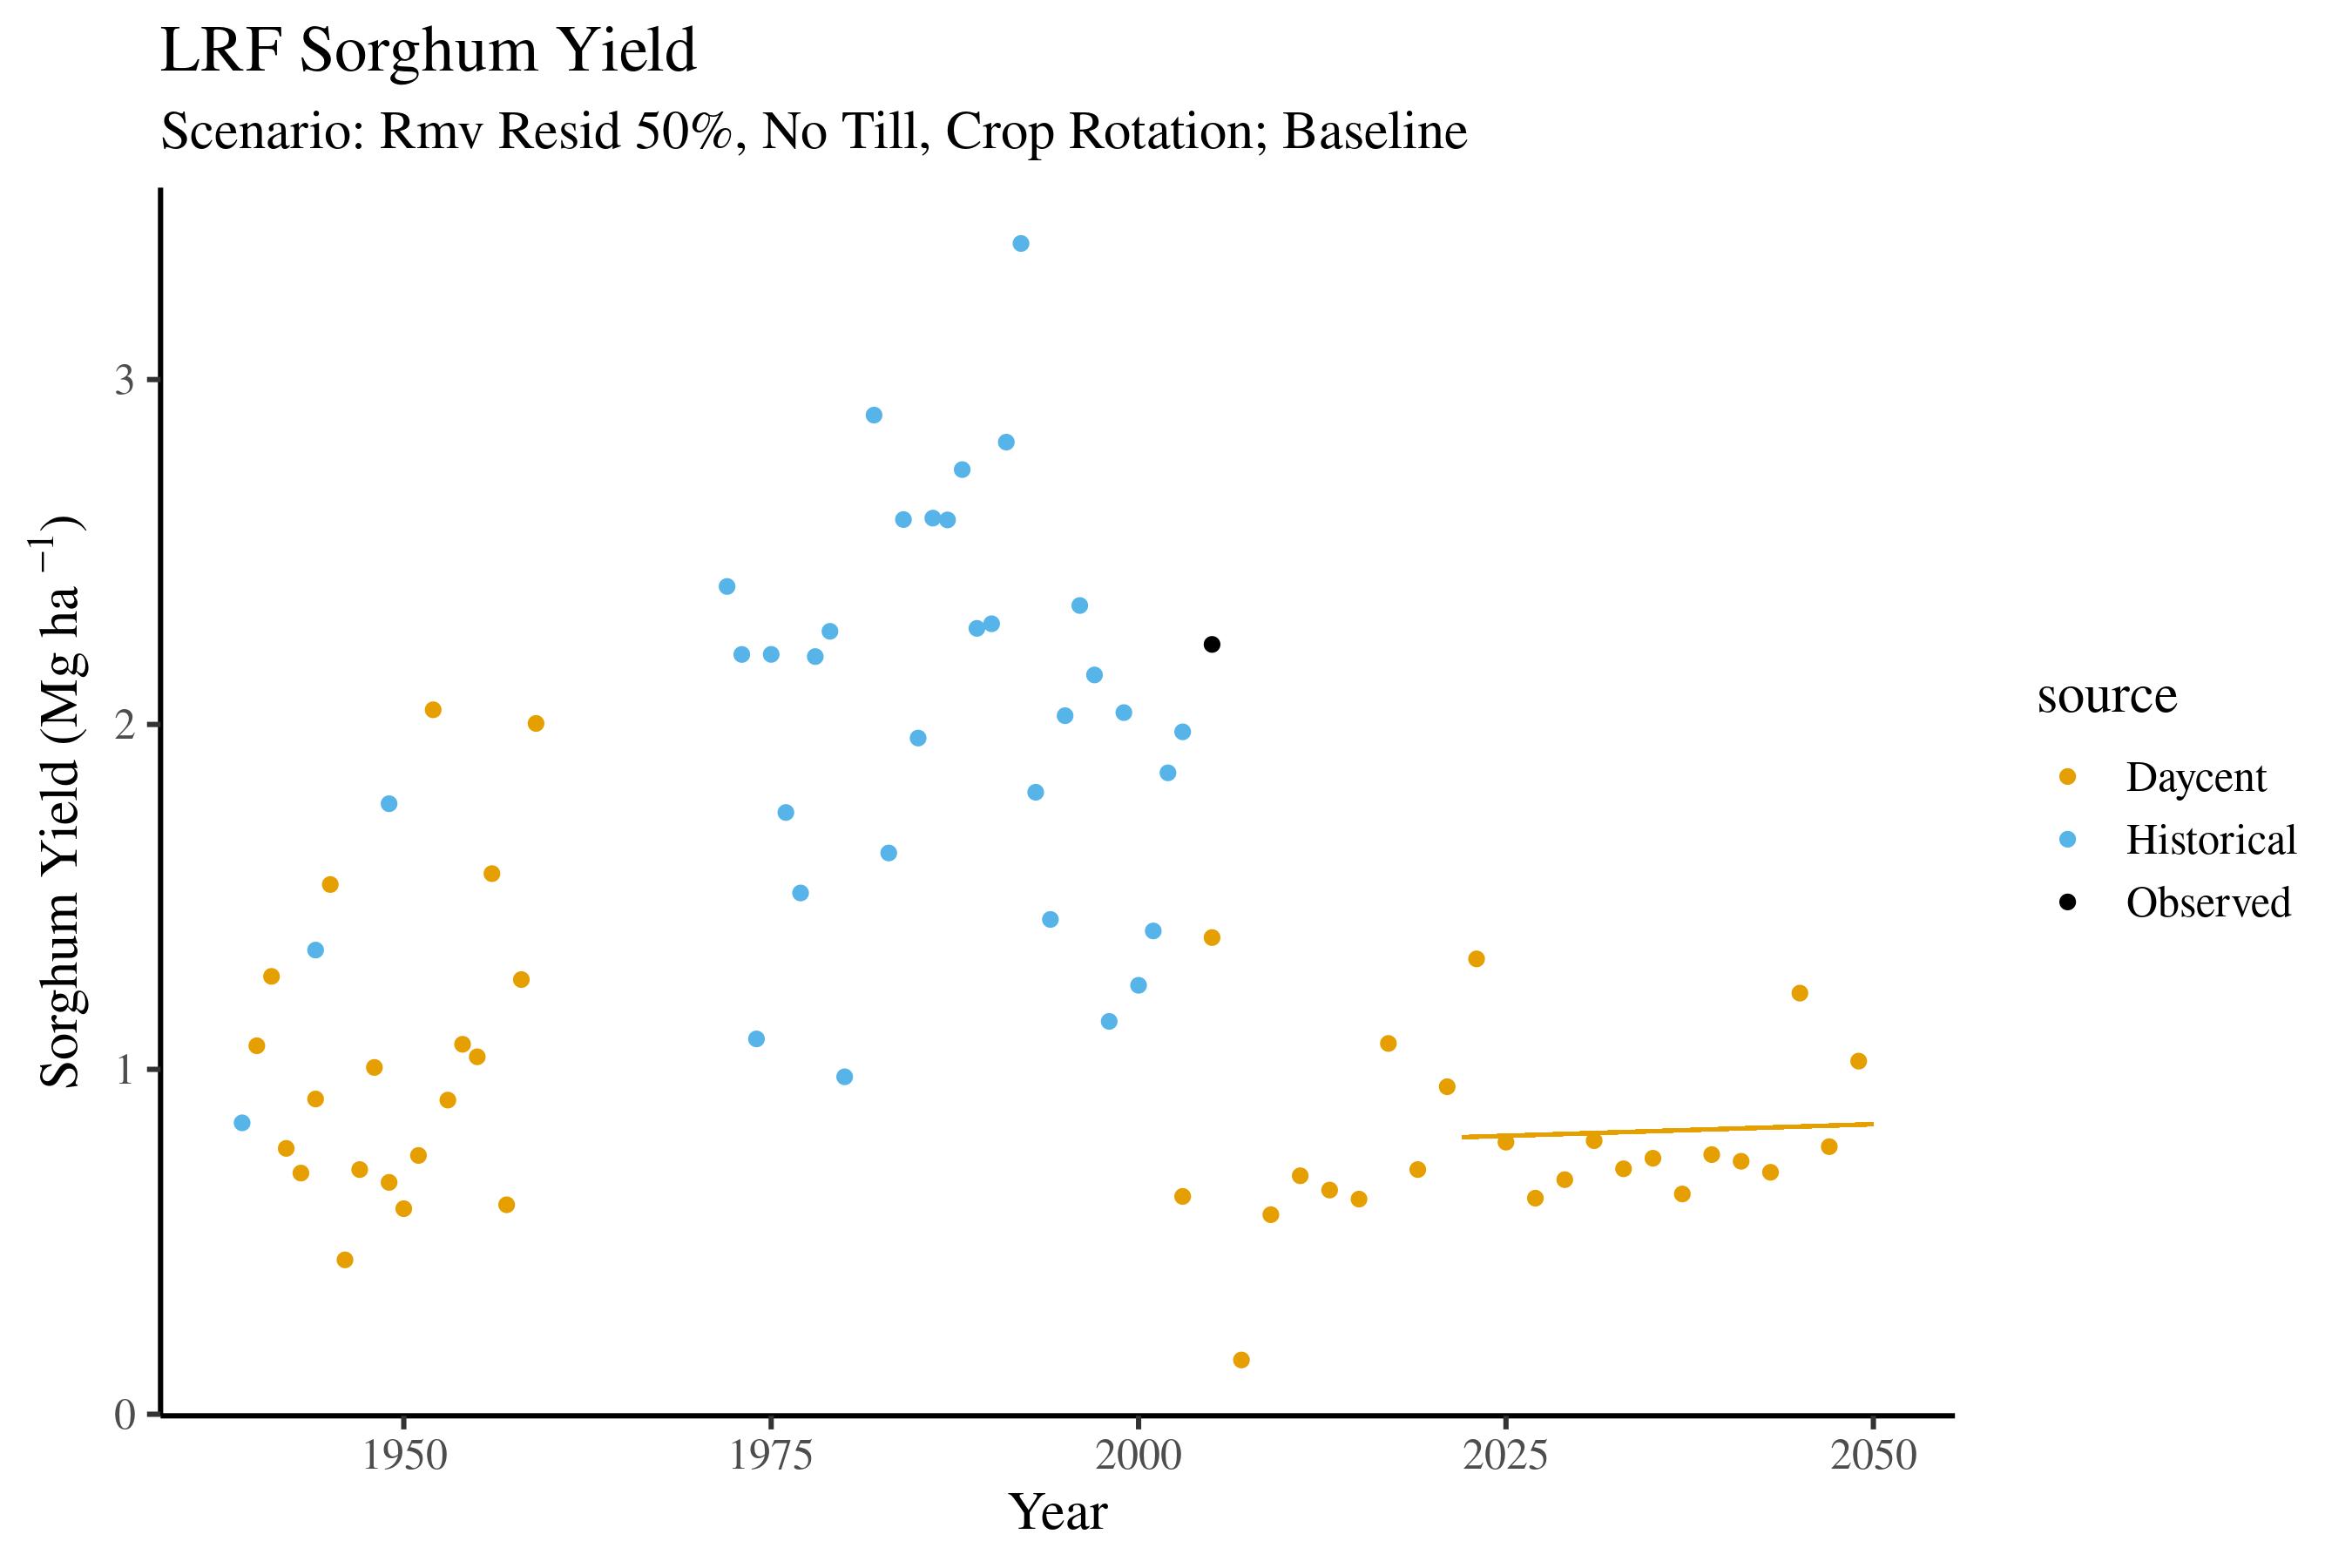 LRF Sorghum Yield
Scenario: Rmv Resid 50%, No Till, Crop Rotation; Baseline
Sorghum Yield (Mg ha⁻¹)
3
2
1
0
1950
1975
2000
2025
2050
Year
source
Daycent
Historical
Observed